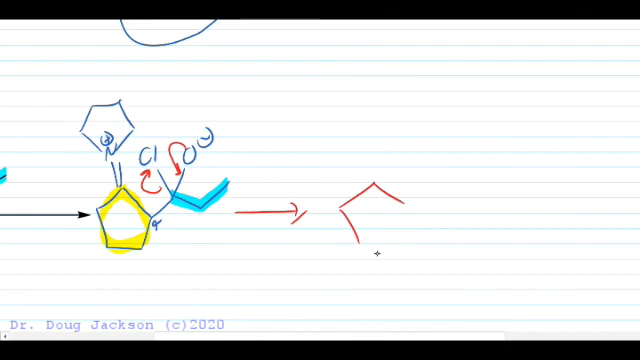 Cl O ⊖
⊕
N
α
Dr. Doug Jackson (c)2020